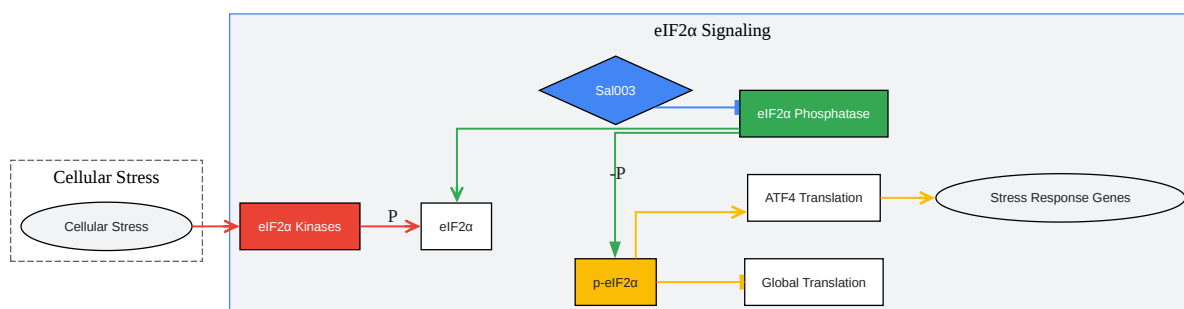 eIF2α Signaling
Sal003
eIF2α Phosphatase
Cellular Stress
-P
ATF4 Translation
Stress Response Genes
Cellular Stress
eIF2α Kinases
P
eIF2α
p-eIF2α
Global Translation